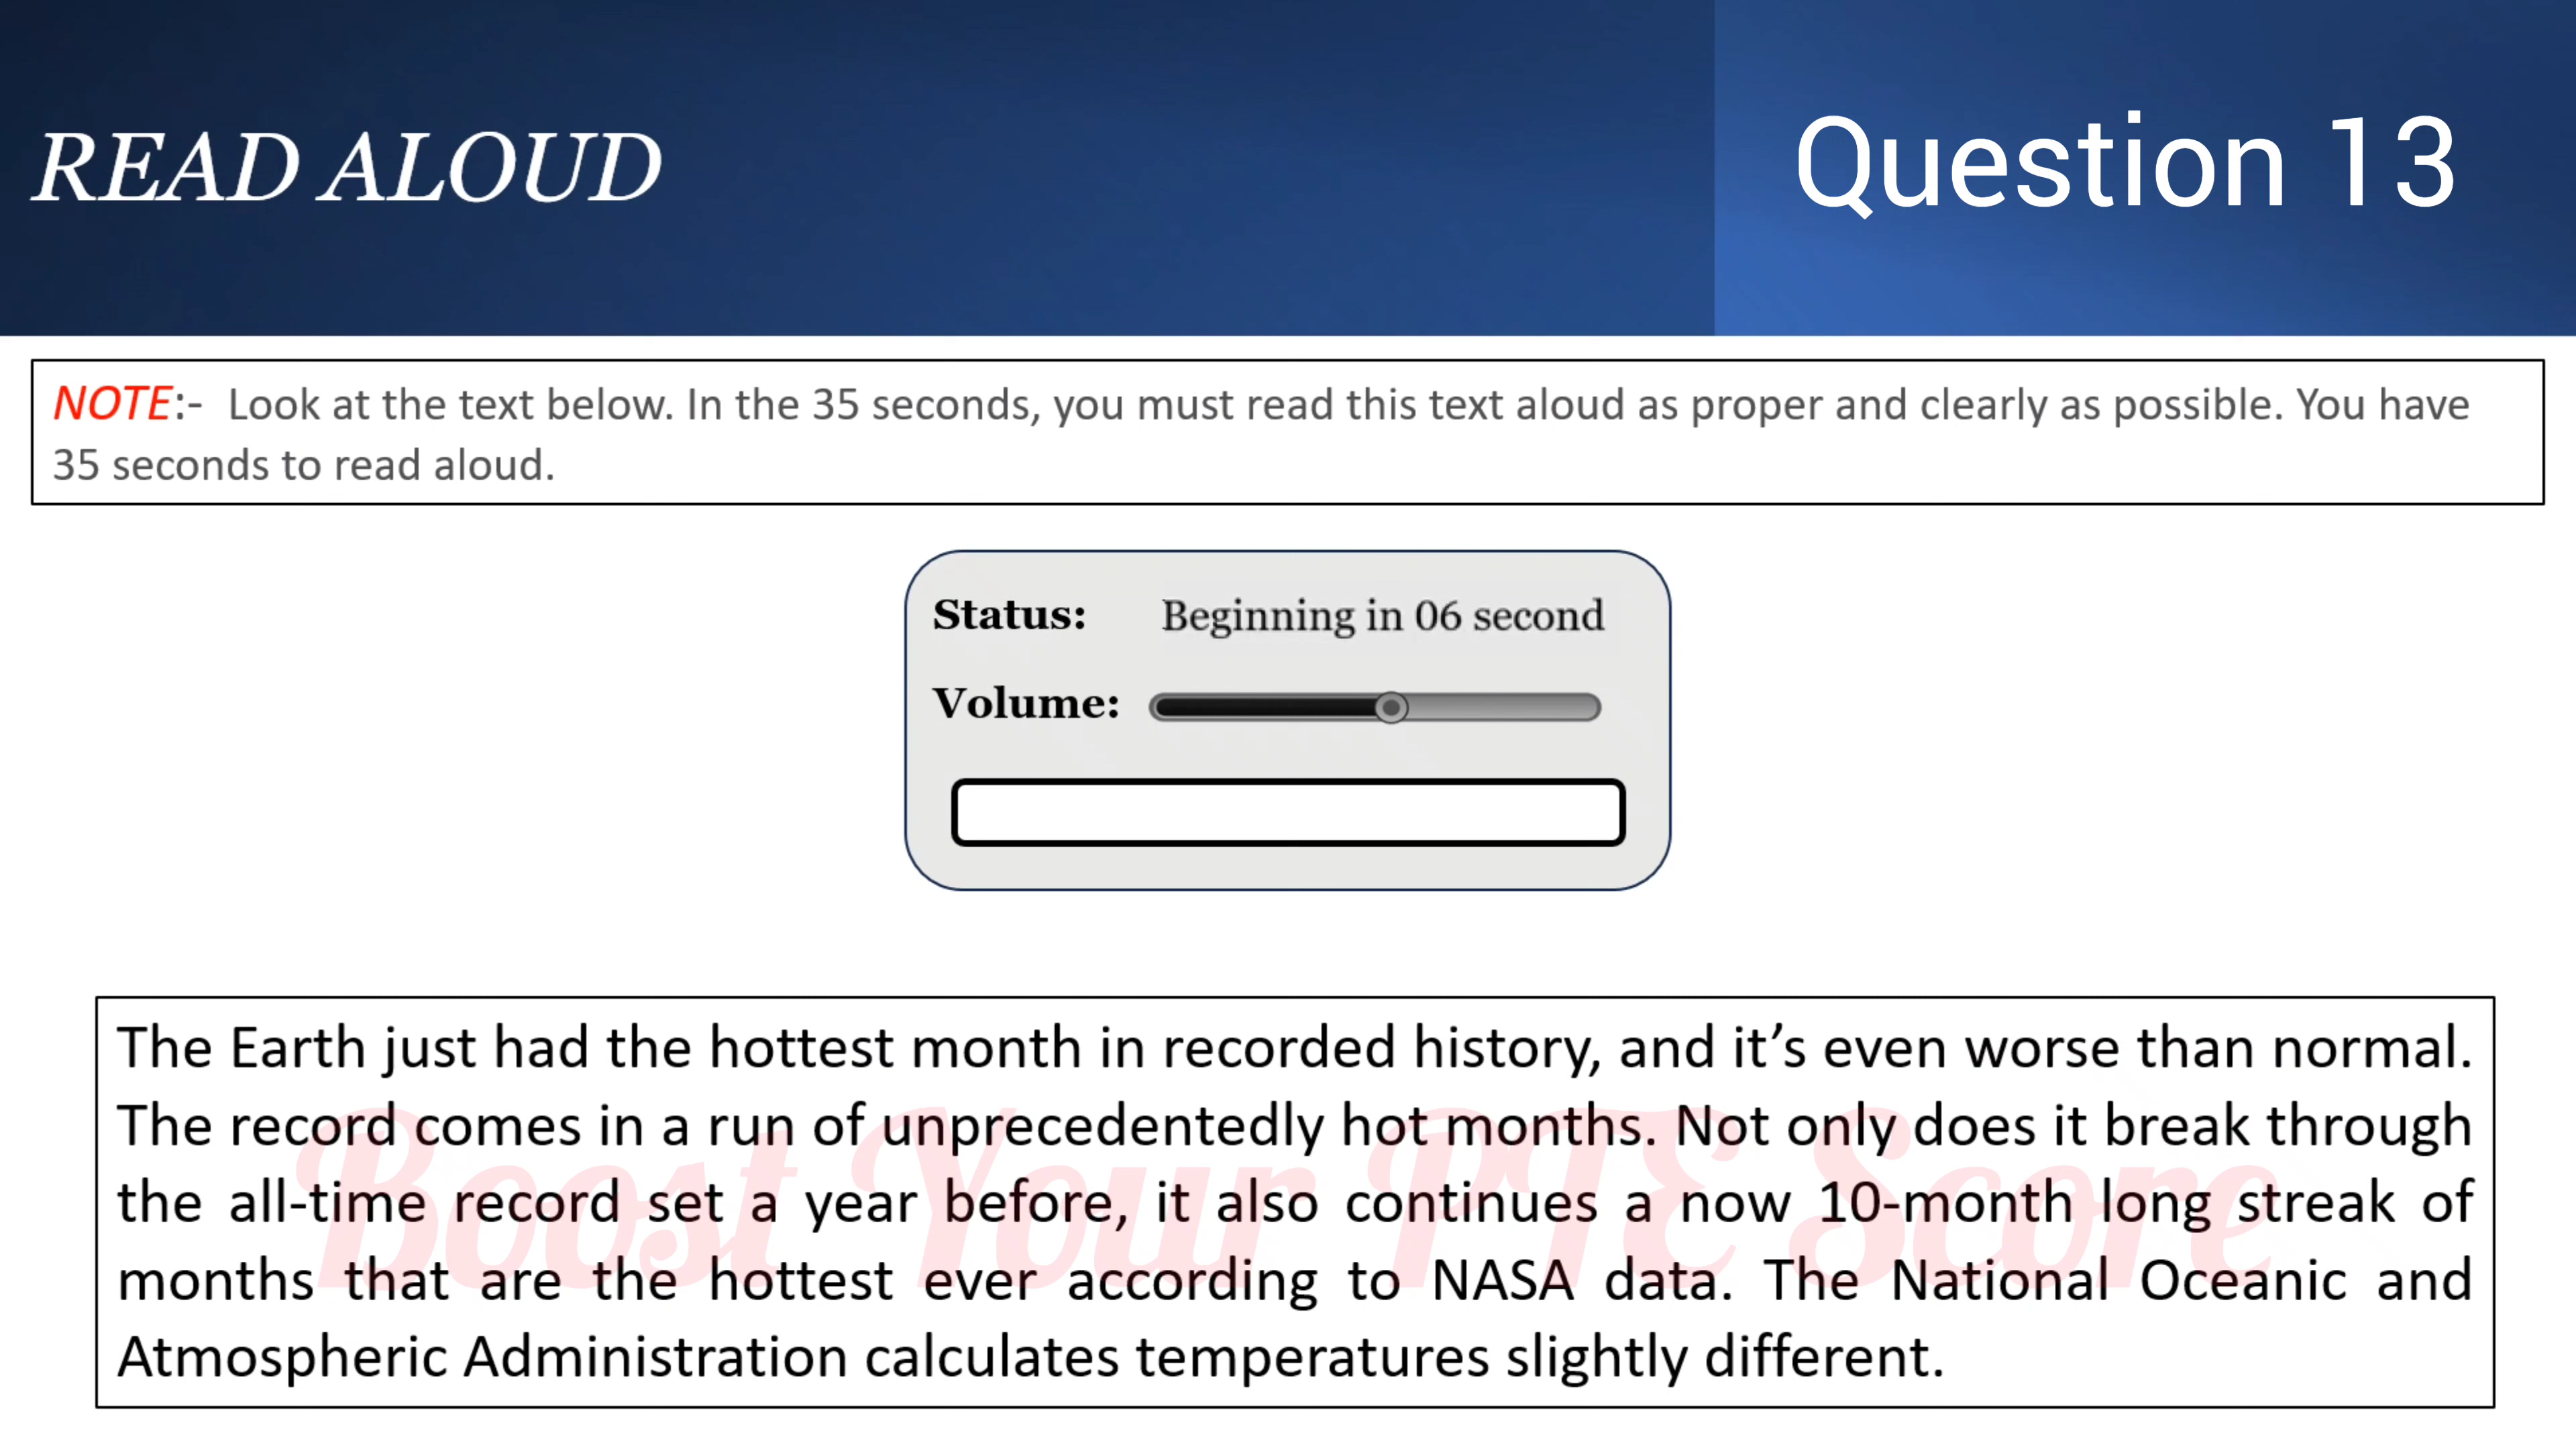 READ ALOUD
Question 13
NOTE:- Look at the text below. In the 35 seconds, you must read this text aloud as proper and clearly as possible. You have
35 seconds to read aloud.
Status: Beginning in 06 second
Volume:
The Earth just had the hottest month in recorded history, and it’s even worse than normal.
The record comes in a run of unprecedentedly hot months. Not only does it break through
the all-time record set a year before, it also continues a now 10-month long streak of
months that are the hottest ever according to NASA data. The National Oceanic and
Atmospheric Administration calculates temperatures slightly different.
Boost Your PTE Score